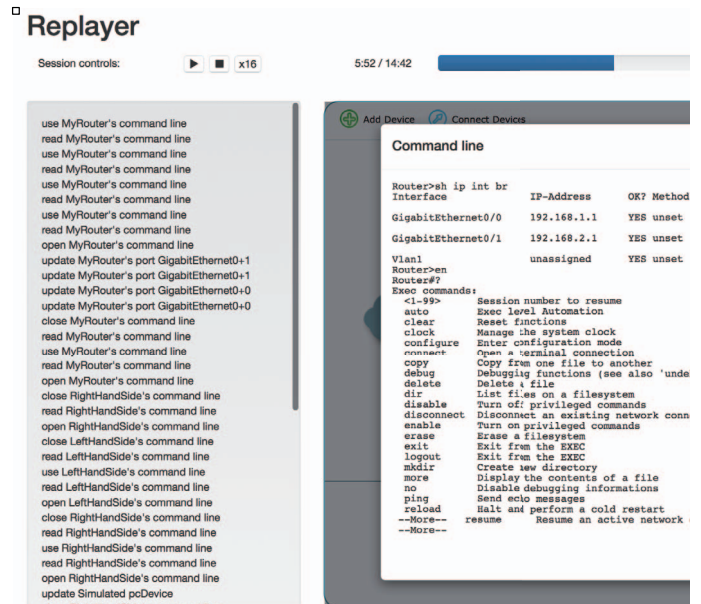 Replayer
Session controls:
x16
5:52 / 14:42
use MyRouter's command line
read MyRouter's command line
use MyRouter's command line
read MyRouter's command line
use MyRouter's command line
read MyRouter's command line
use MyRouter's command line
read MyRouter's command line
open MyRouter's command line
update MyRouter's port GigabitEthernet0+1
update MyRouter's port GigabitEthernet0+1
update MyRouter's port GigabitEthernet0+0
update MyRouter's port GigabitEthernet0+0
close MyRouter's command line
read MyRouter's command line
use MyRouter's command line
read MyRouter's command line
open MyRouter's command line
close RightHandSide's command line
read RightHandSide's command line
open RightHandSide's command line
close LeftHandSide's command line
read LeftHandSide's command line
use LeftHandSide's command line
read LeftHandSide's command line
open LeftHandSide's command line
close RightHandSide's command line
read RightHandSide's command line
use RightHandSide's command line
read RightHandSide's command line
open RightHandSide's command line
update Simulated pcDevice
Add Device Connect Devices
Command line
Router>sh ip int br
Interface IP-Address OK? Method
GigabitEthernet0/0 192.168.1.1 YES unset
GigabitEthernet0/1 192.168.2.1 YES unset
Vlan1 unassigned YES unset
Router>en
Router#?
Exec commands:
<1-99> Session number to resume
auto Exec level Automation
clear Reset functions
clock Manage the system clock
configure Enter configuration mode
connect Open a terminal connection
copy Copy from one file to another
debug Debugging functions (see also 'unde
delete Delete a file
dir List files on a filesystem
disable Turn off privileged commands
disconnect Disconnect an existing network conn
enable Turn on privileged commands
erase Erase a filesystem
exit Exit from the EXEC
logout Exit from the EXEC
mkdir Create new directory
more Display the contents of a file
no Disable debugging informations
ping Send echo messages
reload Halt and perform a cold restart
--More-- resume Resume an active network
--More--